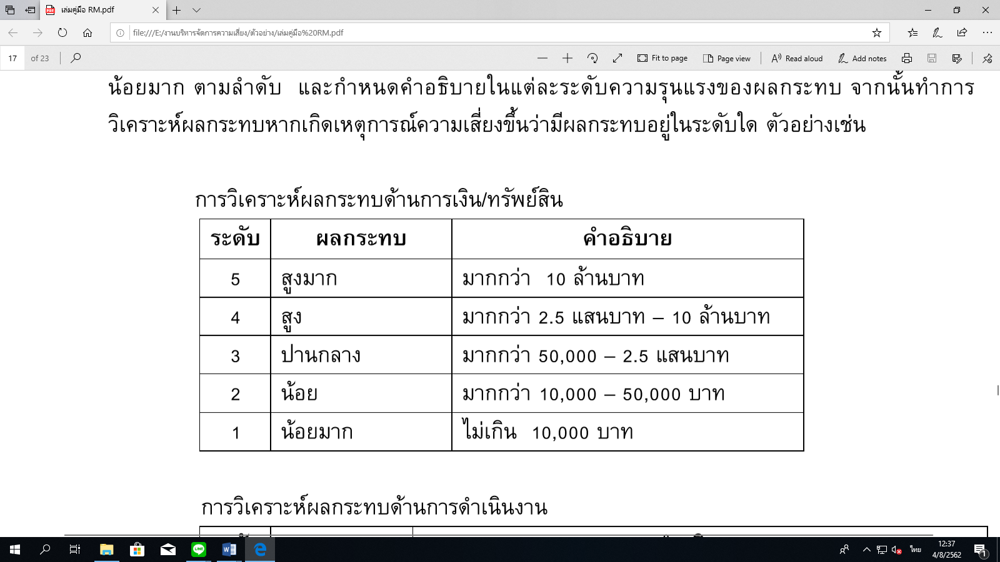 เล่มคู่มือ RM.pdf
file:///E:/งานบริหารจัดการความเสี่ยง/ตัวอย่าง/เล่มคู่มือ%20RM.pdf
17 of 23 Fit to page Page view Read aloud Add notes
น้อยมาก ตามลำดับ และกำหนดคำอธิบายในแต่ละระดับความรุนแรงของผลกระทบ จากนั้นทำการ
วิเคราะห์ผลกระทบหากเกิดเหตุการณ์ความเสี่ยงขึ้นว่ามีผลกระทบอยู่ในระดับใด ตัวอย่างเช่น
การวิเคราะห์ผลกระทบด้านการเงิน/ทรัพย์สิน
ระดับ ผลกระทบ คำอธิบาย
5 สูงมาก มากกว่า 10 ล้านบาท
4 สูง มากกว่า 2.5 แสนบาท – 10 ล้านบาท
3 ปานกลาง มากกว่า 50,000 – 2.5 แสนบาท
2 น้อย มากกว่า 10,000 – 50,000 บาท
1 น้อยมาก ไม่เกิน 10,000 บาท
การวิเคราะห์ผลกระทบด้านการดำเนินงาน
ไทย 12:37
4/8/2562 1